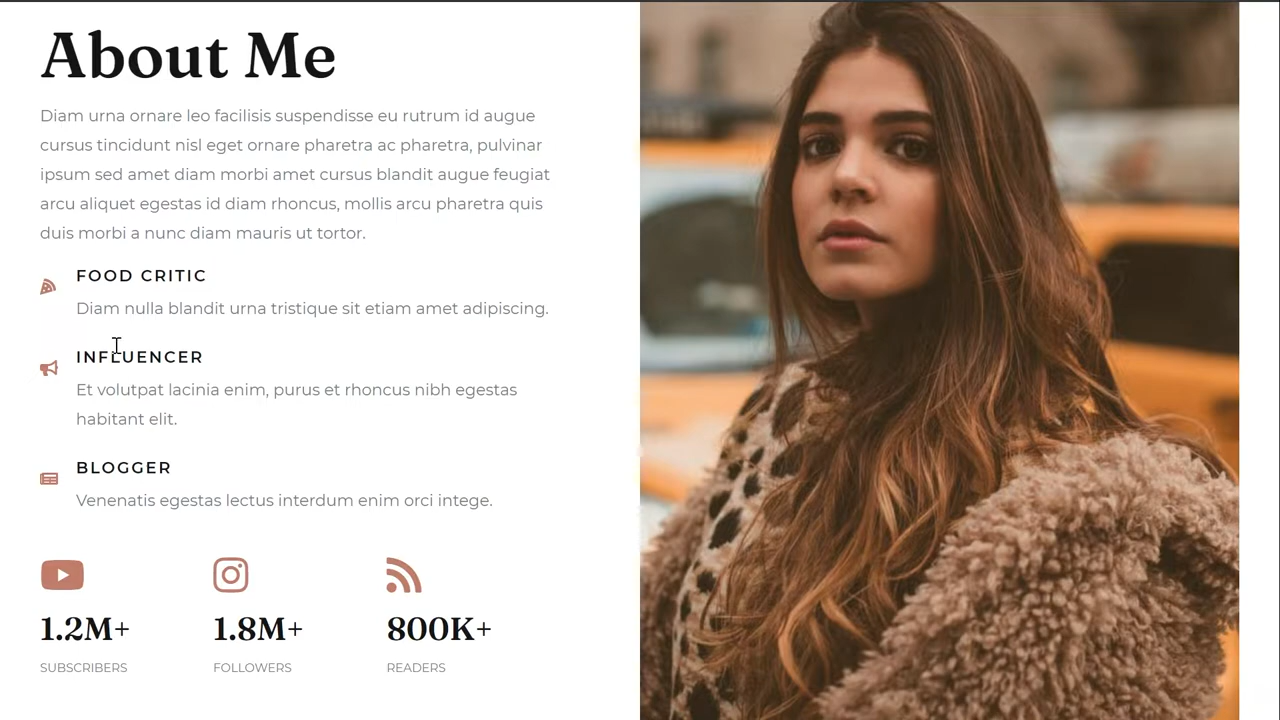 About Me
Diam urna ornare leo facilisis suspendisse eu rutrum id augue
cursus tincidunt nisl eget ornare pharetra ac pharetra, pulvinar
ipsum sed amet diam morbi amet cursus blandit augue feugiat
arcu aliquet egestas id diam rhoncus, mollis arcu pharetra quis
duis morbi a nunc diam mauris ut tortor.
FOOD CRITIC
Diam nulla blandit urna tristique sit etiam amet adipiscing.
INFLUENCER
Et volutpat lacinia enim, purus et rhoncus nibh egestas
habitant elit.
BLOGGER
Venenatis egestas lectus interdum enim orci intege.
1.2M+ 1.8M+ 800K+
SUBSCRIBERS FOLLOWERS READERS